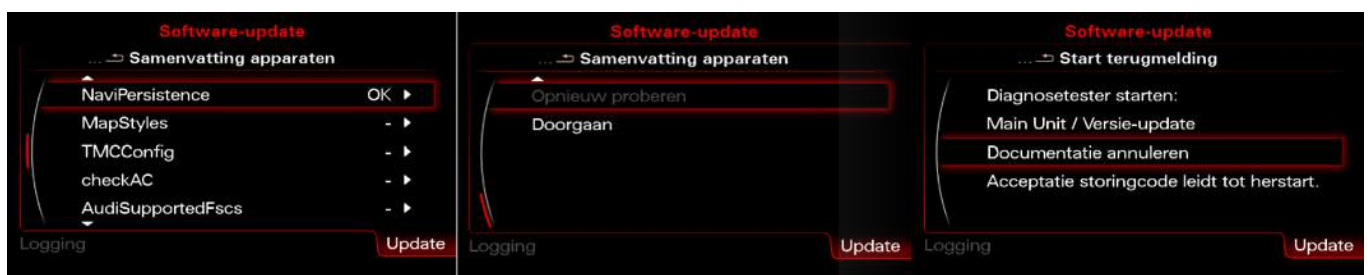 Software-update
... Samenvatting apparaten
NaviPersistence OK
MapStyles -
TMCConfig -
checkAC -
AudiSupportedFscs -
Logging Update
Software-update
... Samenvatting apparaten
Opnieuw proberen
Doorgaan
Logging Update
Software-update
... Start terugmelding
Diagnosetester starten:
Main Unit / Versie-update
Documentatie annuleren
Acceptatie storingcode leidt tot herstart.
Logging Update